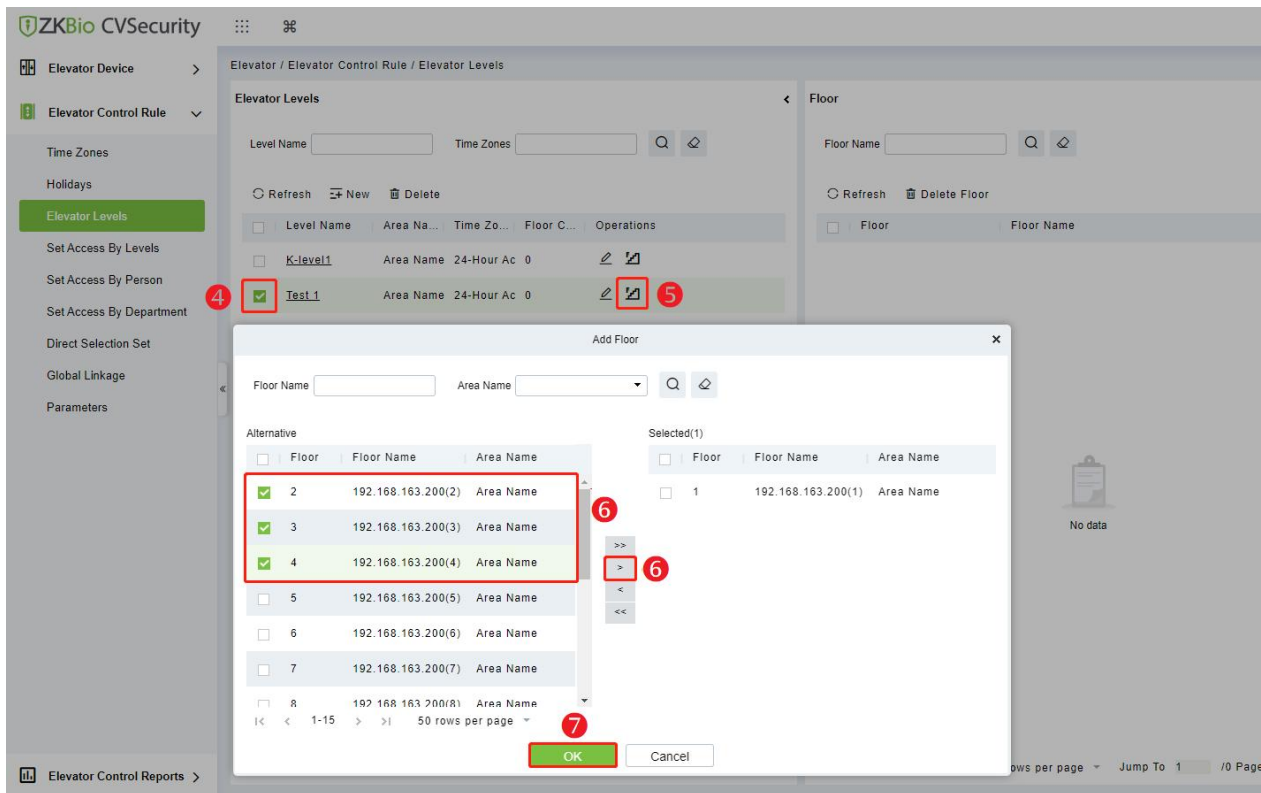 ZKBio CVSecurity
Elevator Device >
Elevator Control Rule
Time Zones
Holidays
Elevator Levels
Set Access By Levels
Set Access By Person
Set Access By Department
Direct Selection Set
Global Linkage
Parameters
Elevator Control Reports >
Elevator / Elevator Control Rule / Elevator Levels
Elevator Levels
Level Name Time Zones
Refresh New Delete
Level Name Area Na... Time Zo... Floor C... Operations
K-level1 Area Name 24-Hour Ac 0
4 Test 1 Area Name 24-Hour Ac 0 5
Floor
Floor Name
Refresh Delete Floor
Floor Floor Name
No data
ows per page Jump To 1 /0 Page
Add Floor ×
Floor Name Area Name
Alternative
Floor Floor Name Area Name
2 192.168.163.200(2) Area Name
3 192.168.163.200(3) Area Name
4 192.168.163.200(4) Area Name
5 192.168.163.200(5) Area Name
6 192.168.163.200(6) Area Name
7 192.168.163.200(7) Area Name
8 192.168.163.200(8) Area Name
|< < 1-15 > >| 50 rows per page
6
>>
> 6
<
<<
Selected(1)
Floor Floor Name Area Name
1 192.168.163.200(1) Area Name
7
OK Cancel